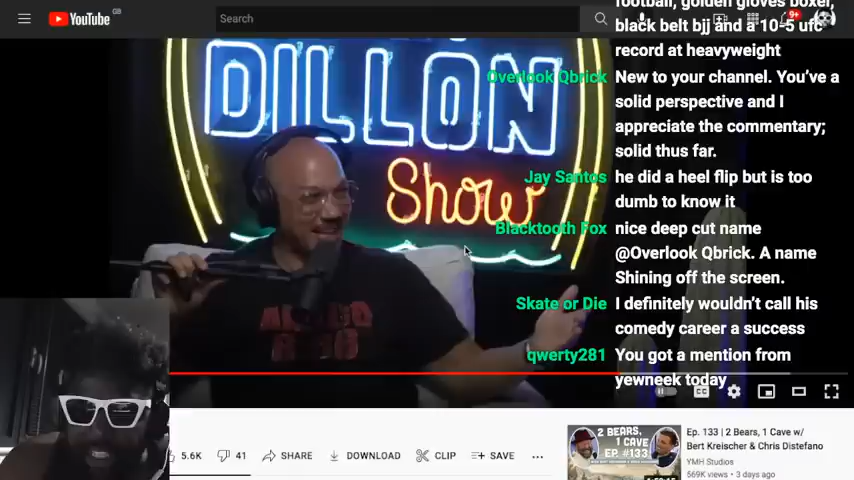 YouTube GB
Search
9+
football, golden gloves boxer,
black belt bjj and a 10-5 ufc
record at heavyweight
Overlook Qbrick New to your channel. You've a
solid perspective and I
appreciate the commentary;
solid thus far.
Jay Santos he did a heel flip but is too
dumb to know it
Blacktooth Fox nice deep cut name
@Overlook Qbrick. A name
Shining off the screen.
Skate or Die I definitely wouldn't call his
comedy career a success
qwerty281 You got a mention from
yewneek today
DILLON
Show
5.6K
41
SHARE
DOWNLOAD
CLIP
SAVE
2 BEARS,
1 CAVE
EP. #133
Ep. 133 | 2 Bears, 1 Cave w/
Bert Kreischer & Chris Distefano
YMH Studios
569K views • 3 days ago